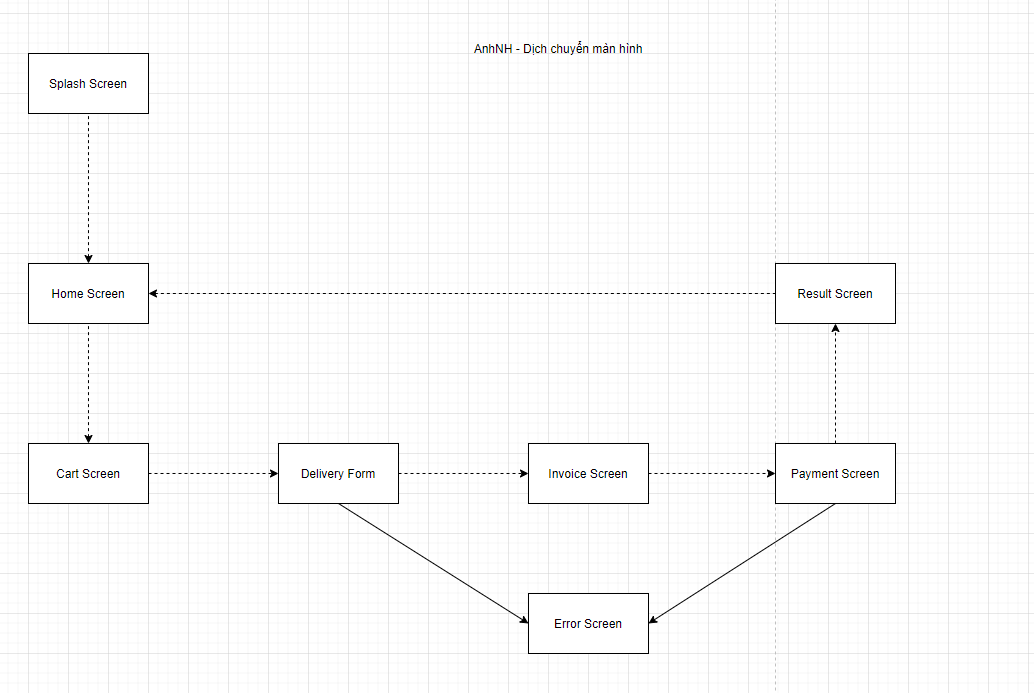 AnhNH - Dịch chuyển màn hình
Splash Screen
Home Screen
Result Screen
Cart Screen
Delivery Form
Invoice Screen
Payment Screen
Error Screen